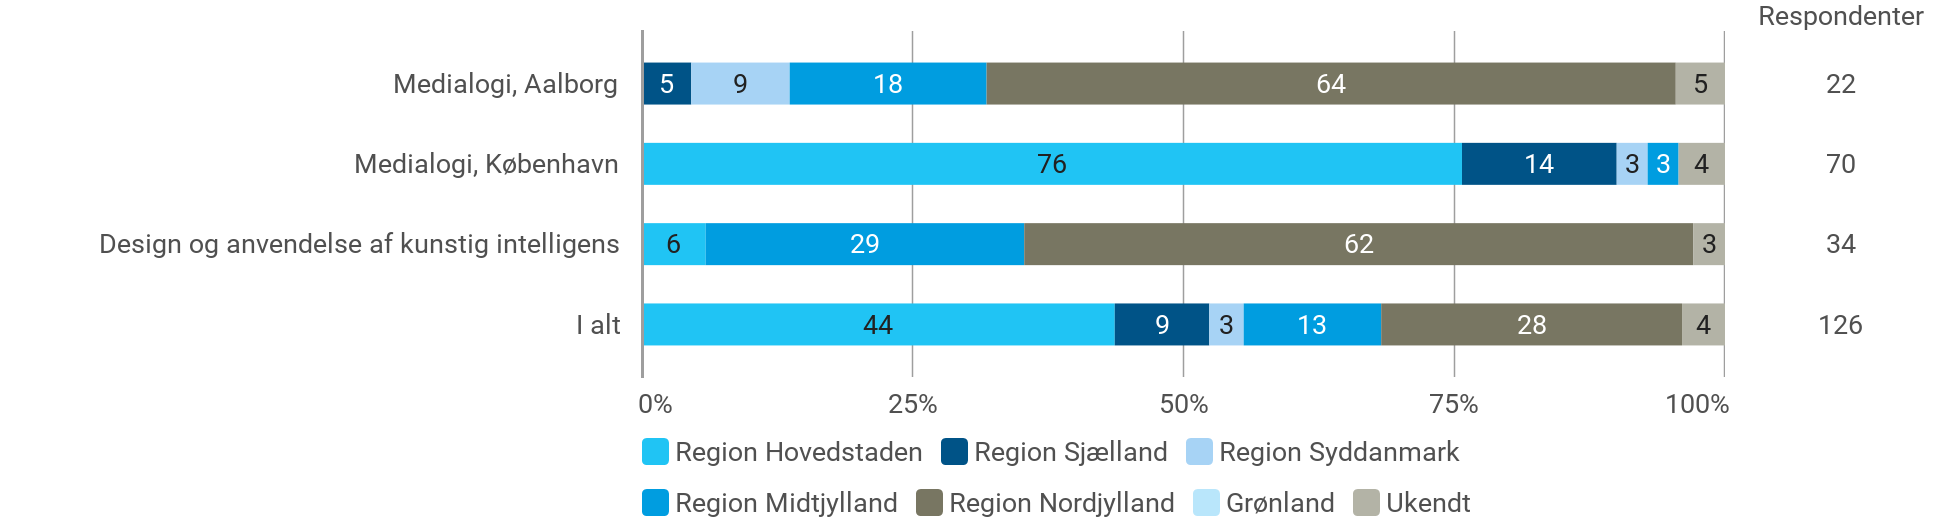 Respondenter
Medialogi, Aalborg 5 9 18 64 5 22
Medialogi, København 76 14 3 3 4 70
Design og anvendelse af kunstig intelligens 6 29 62 3 34
I alt 44 9 3 13 28 4 126
0% 25% 50% 75% 100%
Region Hovedstaden Region Sjælland Region Syddanmark
Region Midtjylland Region Nordjylland Grønland Ukendt